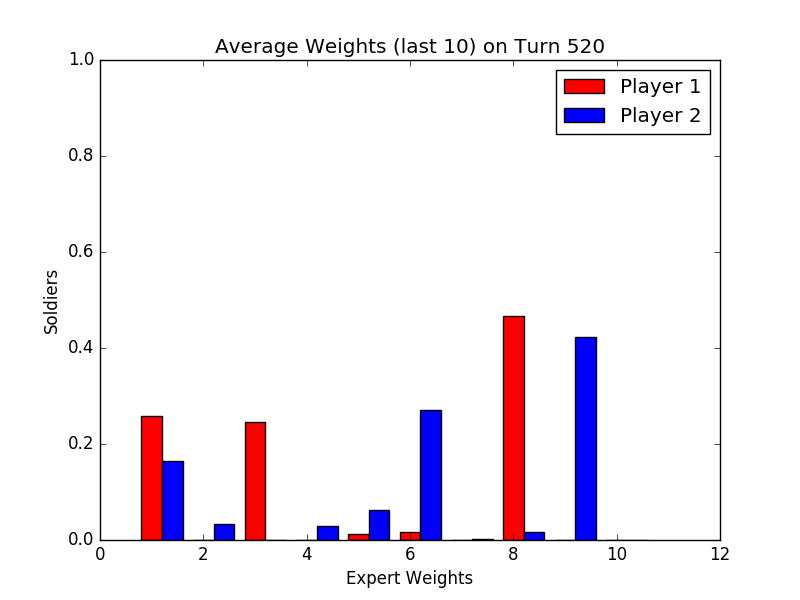 Average Weights (last 10) on Turn 520
1.0
0.8
0.6
0.4
0.2
0.0
Soldiers
Player 1
Player 2
0 2 4 6 8 10 12
Expert Weights